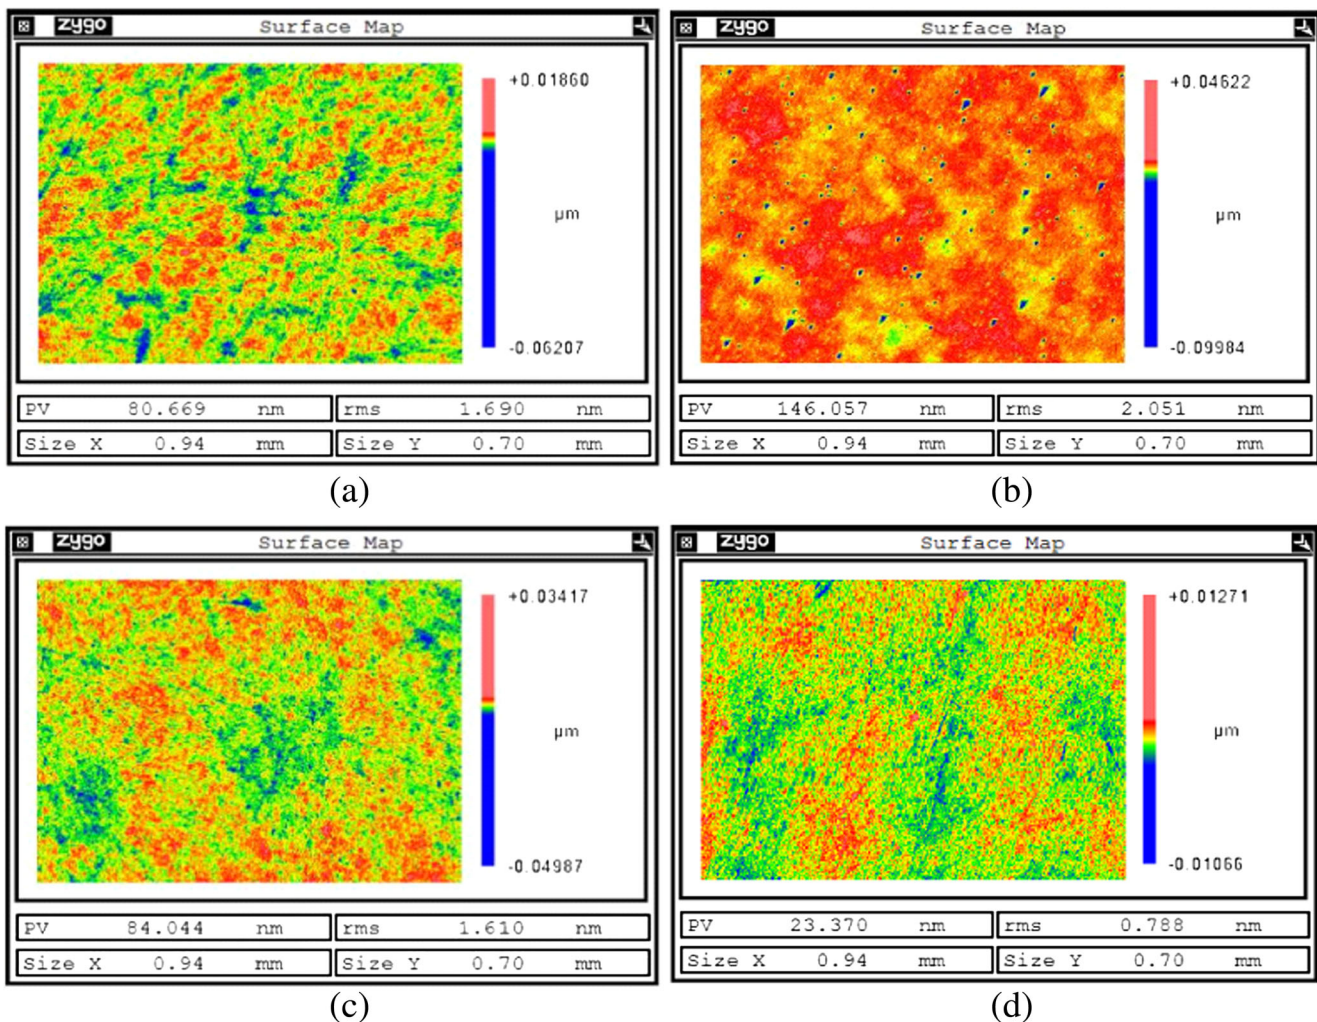 zygo Surface Map
+0.01860
µm
-0.06207
PV 80.669 nm rms 1.690 nm
Size X 0.94 mm Size Y 0.70 mm
(a)
zygo Surface Map
+0.04622
µm
-0.09984
PV 146.057 nm rms 2.051 nm
Size X 0.94 mm Size Y 0.70 mm
(b)
zygo Surface Map
+0.03417
µm
-0.04987
PV 84.044 nm rms 1.610 nm
Size X 0.94 mm Size Y 0.70 mm
(c)
zygo Surface Map
+0.01271
µm
-0.01066
PV 23.370 nm rms 0.788 nm
Size X 0.94 mm Size Y 0.70 mm
(d)